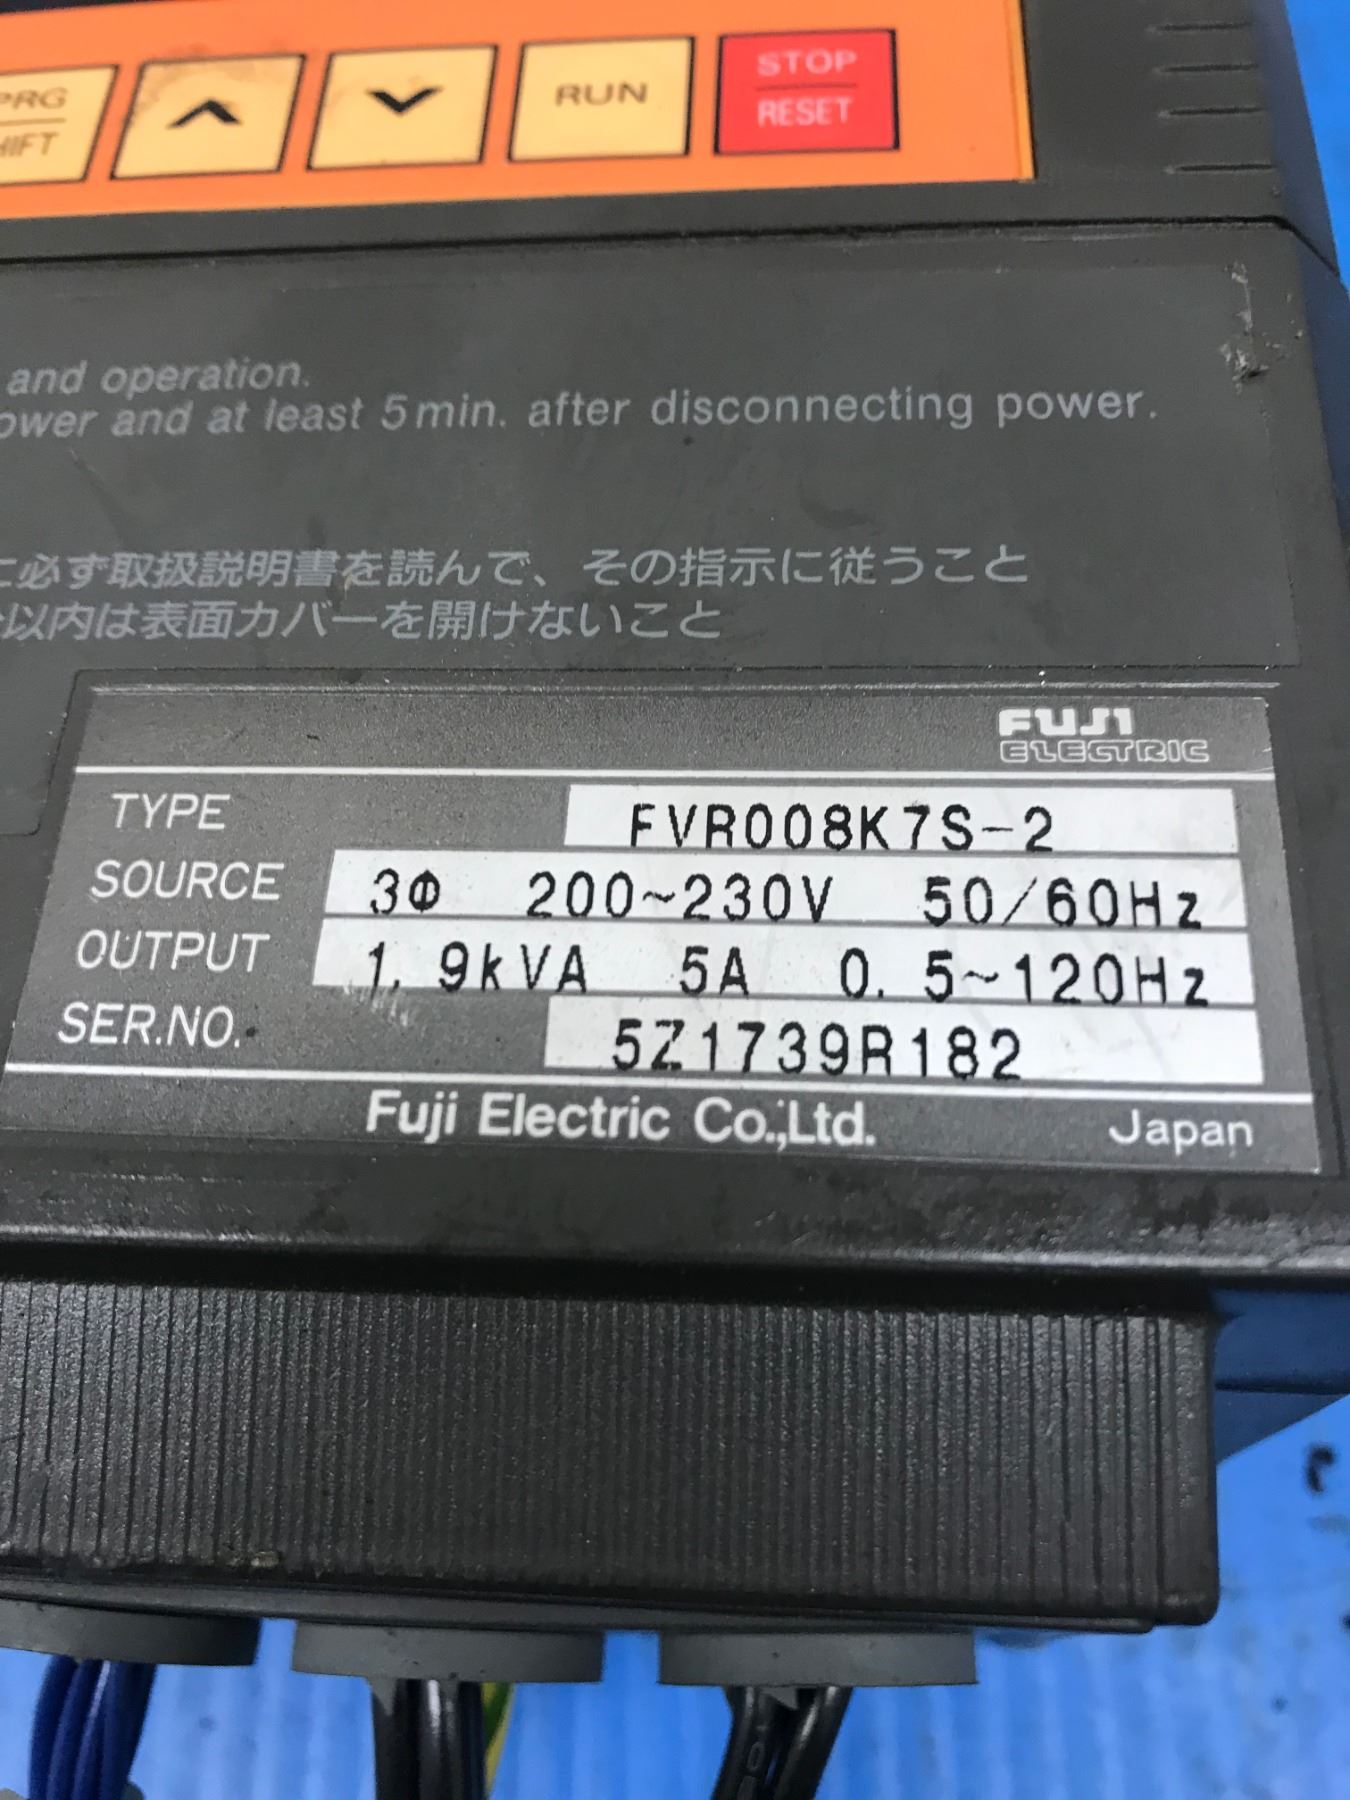 PRG
∧
∨
RUN
STOP
RESET
and operation.
and at least 5min. after disconnecting power.
必ず取扱説明書を読んで、その指示に従うこと
以内は表面カバーを開けないこと
FUJI
ELECTRIC
TYPE FVR008K7S-2
SOURCE 3Φ 200~230V 50/60Hz
OUTPUT 1.9kVA 5A 0.5~120Hz
SER.NO. 5Z1739R182
Fuji Electric Co.,Ltd. Japan